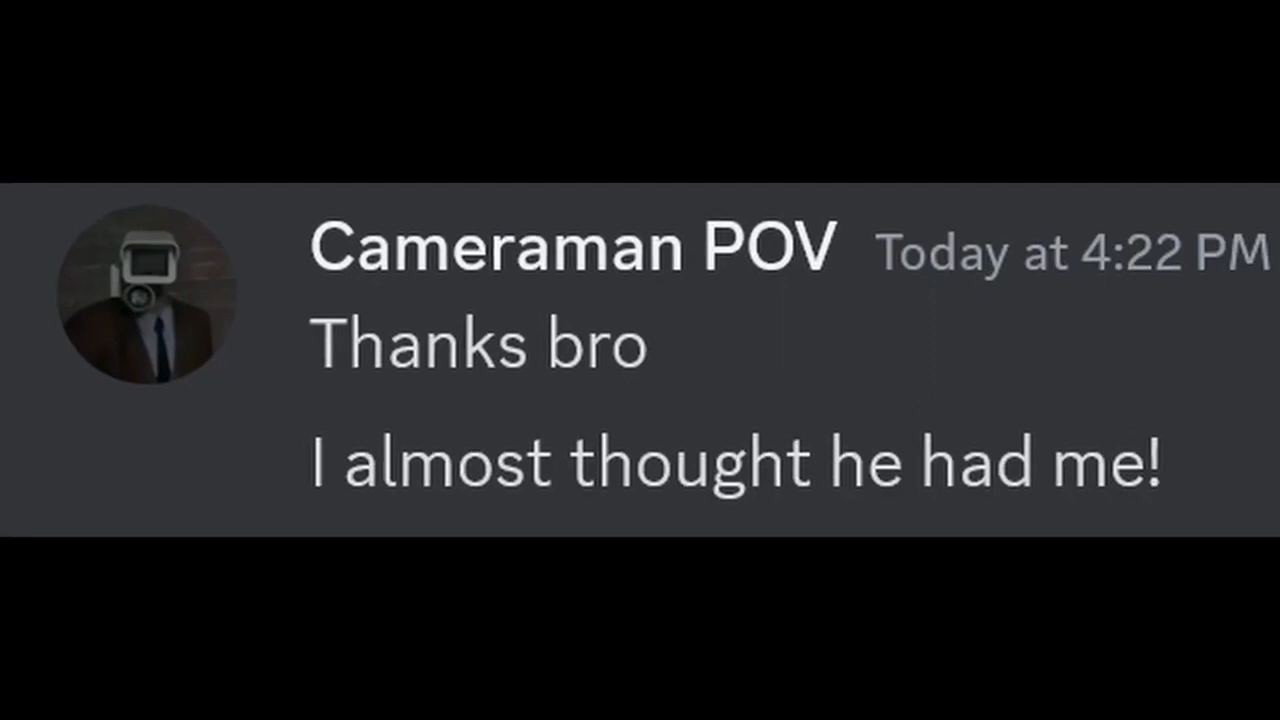 Cameraman POV Today at 4:22 PM
Thanks bro
I almost thought he had me!